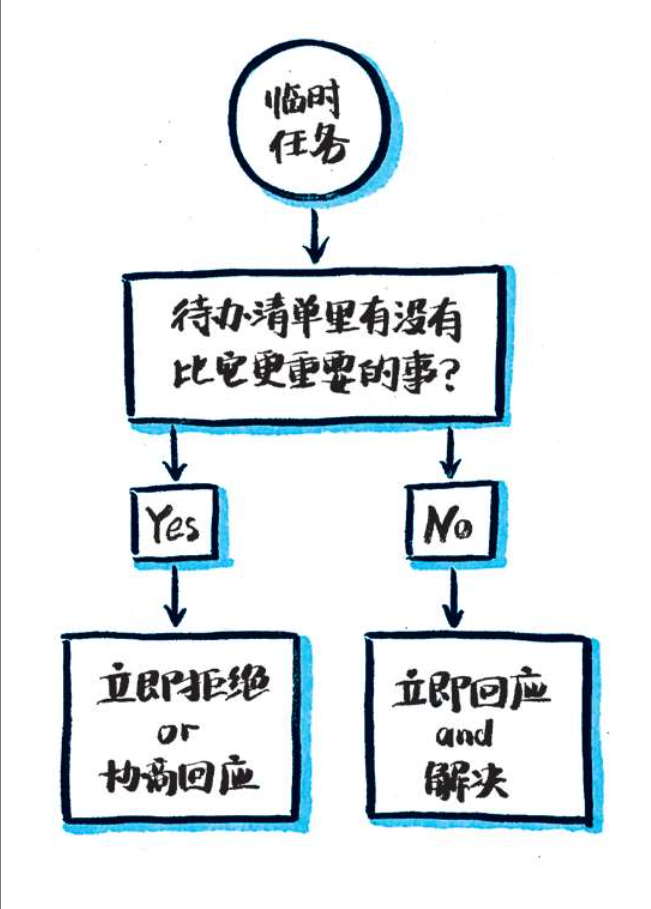 临时
任务
待办清单里有没有
比它更重要的事?
Yes
No
立即拒绝
or
协商回应
立即回应
and
解决